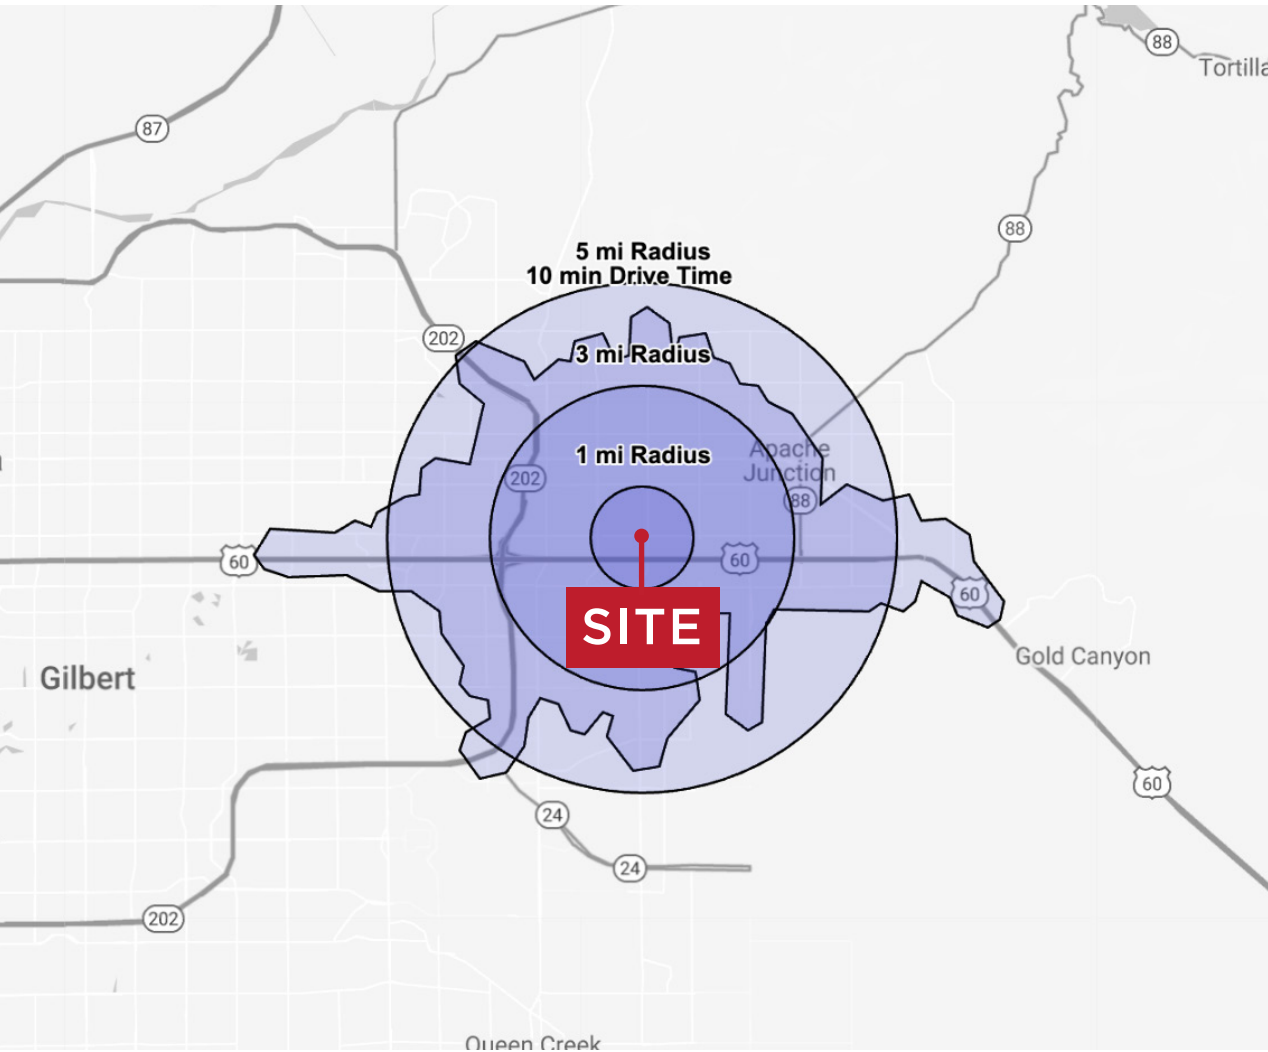 88
Tortilla
87
88
5 mi Radius
10 min Drive Time
202
3 mi Radius
1 mi Radius
Apache
Junction
202
88
60
60
60
SITE
Gilbert
Gold Canyon
60
24
24
202
Queen Creek